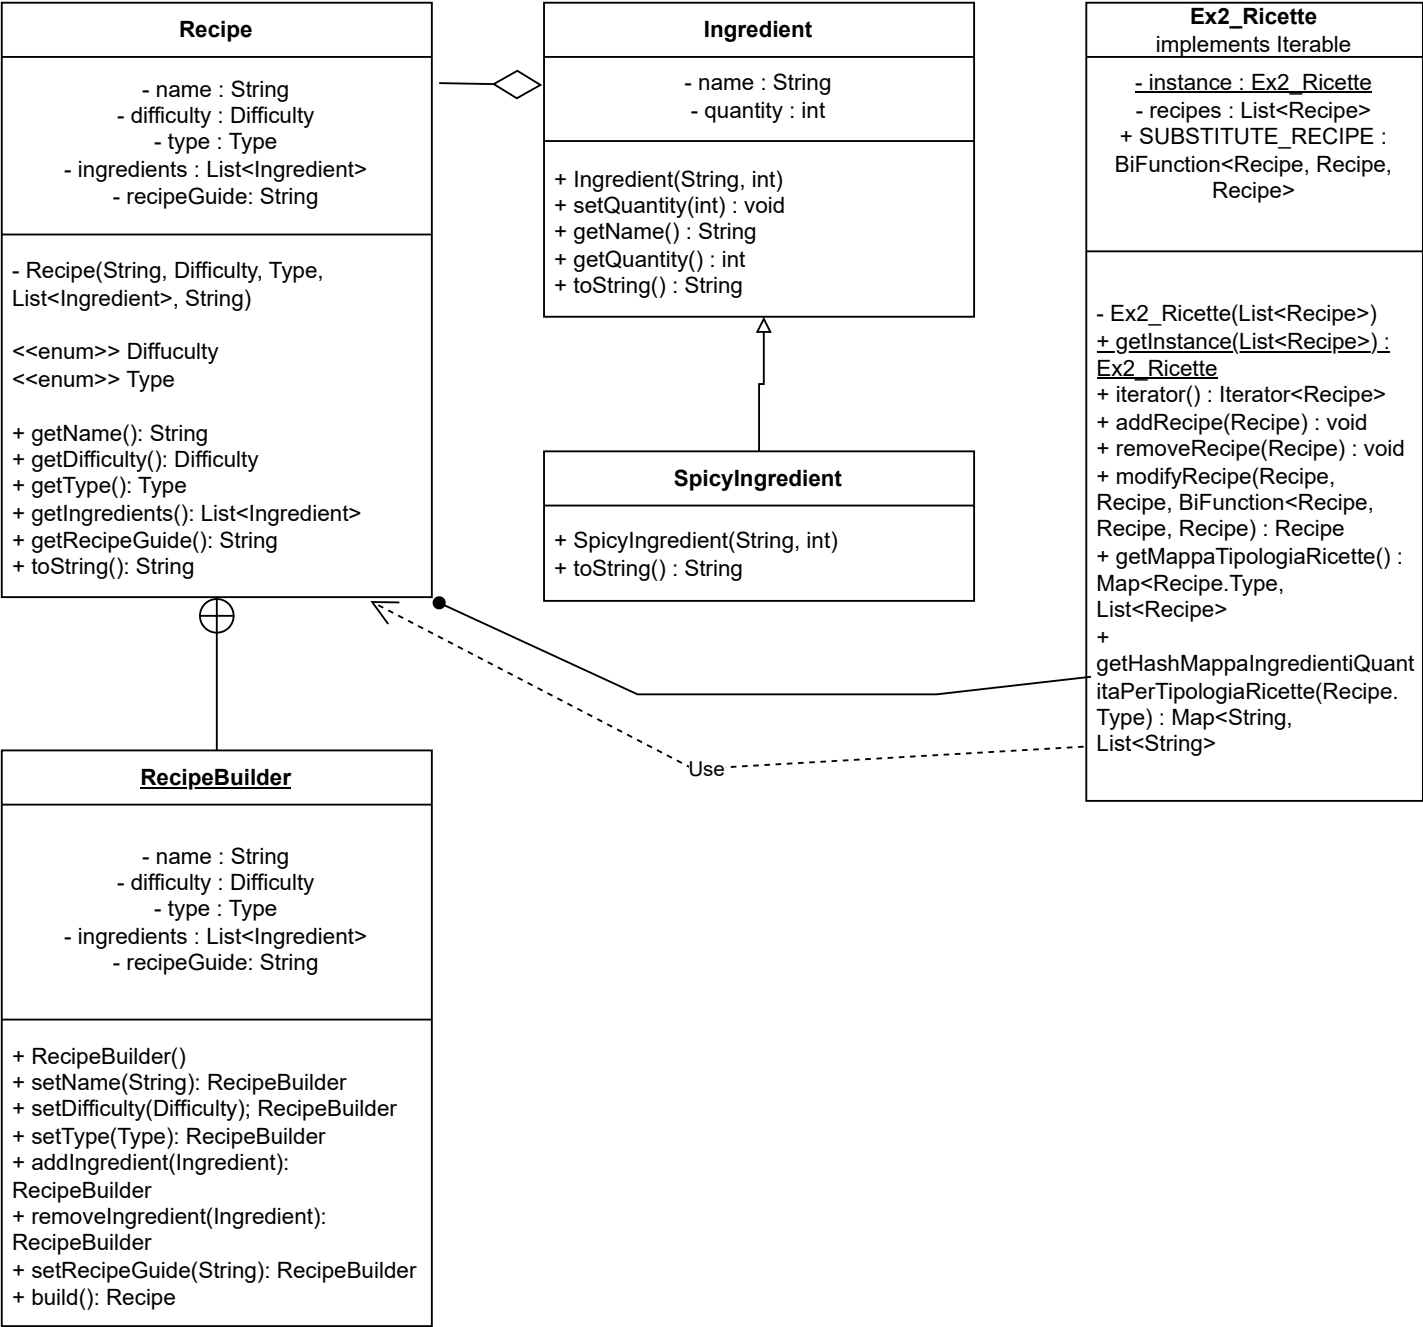 Recipe
- name : String
- difficulty : Difficulty
- type : Type
- ingredients : List<Ingredient>
- recipeGuide: String
- Recipe(String, Difficulty, Type,
List<Ingredient>, String)
<<enum>> Diffuculty
<<enum>> Type
+ getName(): String
+ getDifficulty(): Difficulty
+ getType(): Type
+ getIngredients(): List<Ingredient>
+ getRecipeGuide(): String
+ toString(): String
Ingredient
- name : String
- quantity : int
+ Ingredient(String, int)
+ setQuantity(int) : void
+ getName() : String
+ getQuantity() : int
+ toString() : String
SpicyIngredient
+ SpicyIngredient(String, int)
+ toString() : String
Ex2_Ricette
implements Iterable
- instance : Ex2_Ricette
- recipes : List<Recipe>
+ SUBSTITUTE_RECIPE :
BiFunction<Recipe, Recipe,
Recipe>
- Ex2_Ricette(List<Recipe>)
+ getInstance(List<Recipe>) :
Ex2_Ricette
+ iterator() : Iterator<Recipe>
+ addRecipe(Recipe) : void
+ removeRecipe(Recipe) : void
+ modifyRecipe(Recipe,
Recipe, BiFunction<Recipe,
Recipe, Recipe) : Recipe
+ getMappaTipologiaRicette() :
Map<Recipe.Type,
List<Recipe>
+
getHashMappaIngredientiQuant
itaPerTipologiaRicette(Recipe.
Type) : Map<String,
List<String>
Use
RecipeBuilder
- name : String
- difficulty : Difficulty
- type : Type
- ingredients : List<Ingredient>
- recipeGuide: String
+ RecipeBuilder()
+ setName(String): RecipeBuilder
+ setDifficulty(Difficulty); RecipeBuilder
+ setType(Type): RecipeBuilder
+ addIngredient(Ingredient):
RecipeBuilder
+ removeIngredient(Ingredient):
RecipeBuilder
+ setRecipeGuide(String): RecipeBuilder
+ build(): Recipe